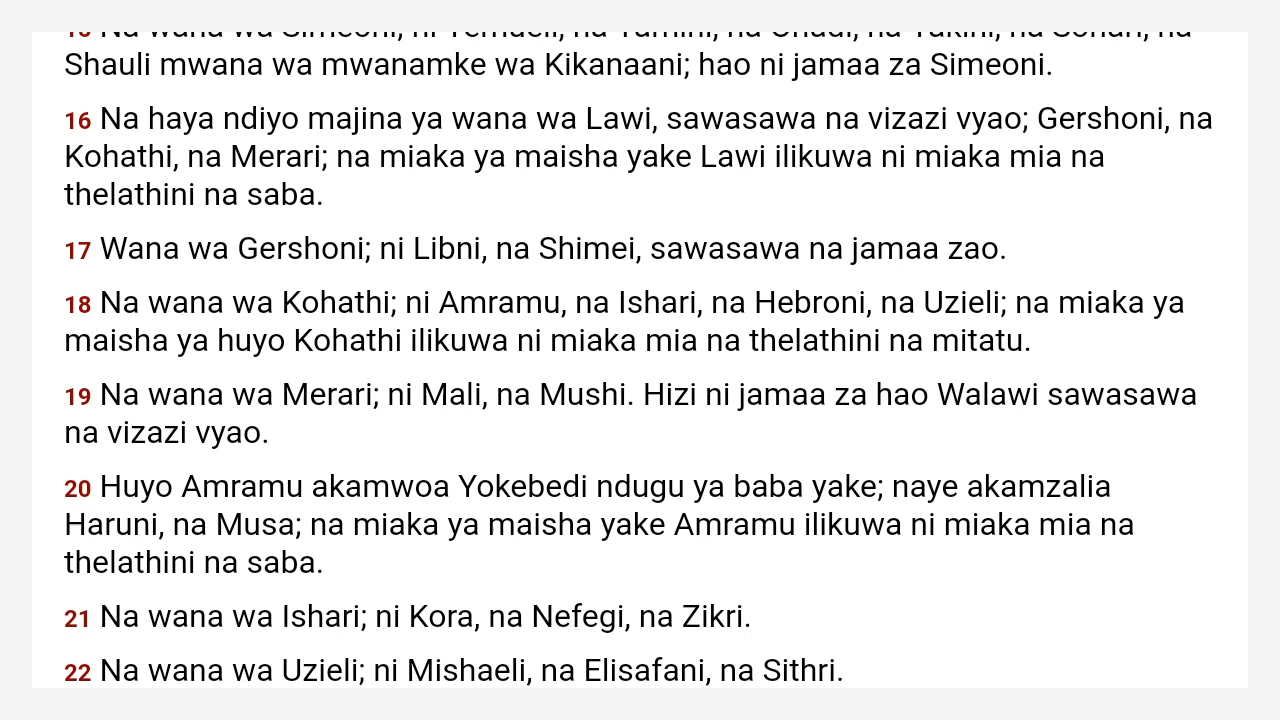 Shauli mwana wa mwanamke wa Kikanaani; hao ni jamaa za Simeoni.
16 Na haya ndiyo majina ya wana wa Lawi, sawasawa na vizazi vyao; Gershoni, na
Kohathi, na Merari; na miaka ya maisha yake Lawi ilikuwa ni miaka mia na
thelathini na saba.
17 Wana wa Gershoni; ni Libni, na Shimei, sawasawa na jamaa zao.
18 Na wana wa Kohathi; ni Amramu, na Ishari, na Hebroni, na Uzieli; na miaka ya
maisha ya huyo Kohathi ilikuwa ni miaka mia na thelathini na mitatu.
19 Na wana wa Merari; ni Mali, na Mushi. Hizi ni jamaa za hao Walawi sawasawa
na vizazi vyao.
20 Huyo Amramu akamwoa Yokebedi ndugu ya baba yake; naye akamzalia
Haruni, na Musa; na miaka ya maisha yake Amramu ilikuwa ni miaka mia na
thelathini na saba.
21 Na wana wa Ishari; ni Kora, na Nefegi, na Zikri.
22 Na wana wa Uzieli; ni Mishaeli, na Elisafani, na Sithri.